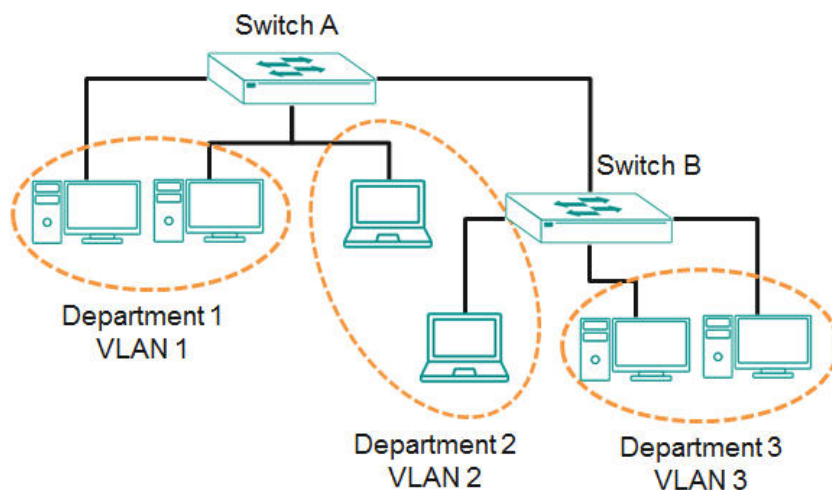 Switch A
Switch B
Department 1
VLAN 1
Department 2
VLAN 2
Department 3
VLAN 3